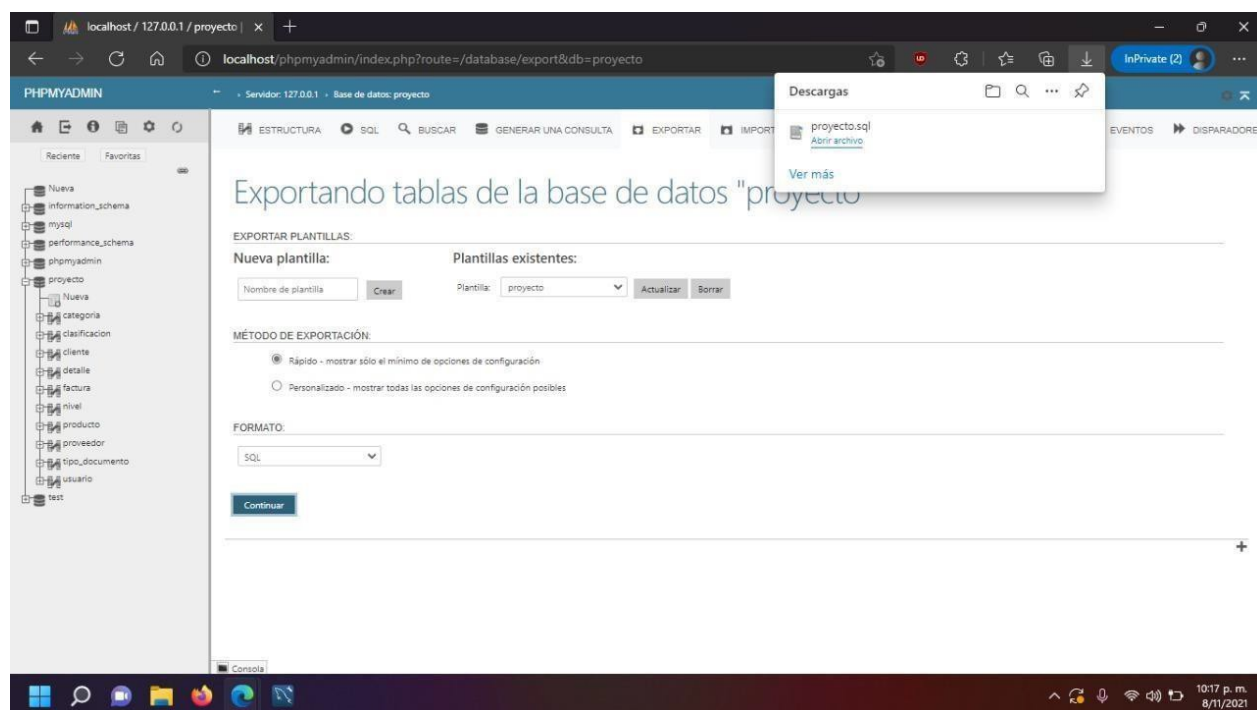 localhost / 127.0.0.1 / proyecto |
localhost/phpmyadmin/index.php?route=/database/export&db=proyecto
InPrivate (2)
PHPMYADMIN
Servidor: 127.0.0.1
Base de datos: proyecto
Descargas
proyecto.sql
Abrir archivo
Ver más
ESTRUCTURA
SQL
BUSCAR
GENERAR UNA CONSULTA
EXPORTAR
IMPORT
EVENTOS
DISPARADORE
Reciente
Favoritas
Nueva
information_schema
mysql
performance_schema
phpmyadmin
proyecto
Nueva
categoria
clasificacion
cliente
detalle
factura
nivel
producto
proveedor
tipo_documento
usuario
test
Exportando tablas de la base de datos "proyecto
EXPORTAR PLANTILLAS:
Nueva plantilla:
Nombre de plantilla
Crear
Plantillas existentes:
Plantilla:
proyecto
Actualizar
Borrar
MÉTODO DE EXPORTACIÓN:
Rápido - mostrar sólo el mínimo de opciones de configuración
Personalizado - mostrar todas las opciones de configuración posibles
FORMATO:
SQL
Continuar
Consola
10:17 p. m.
8/11/2021